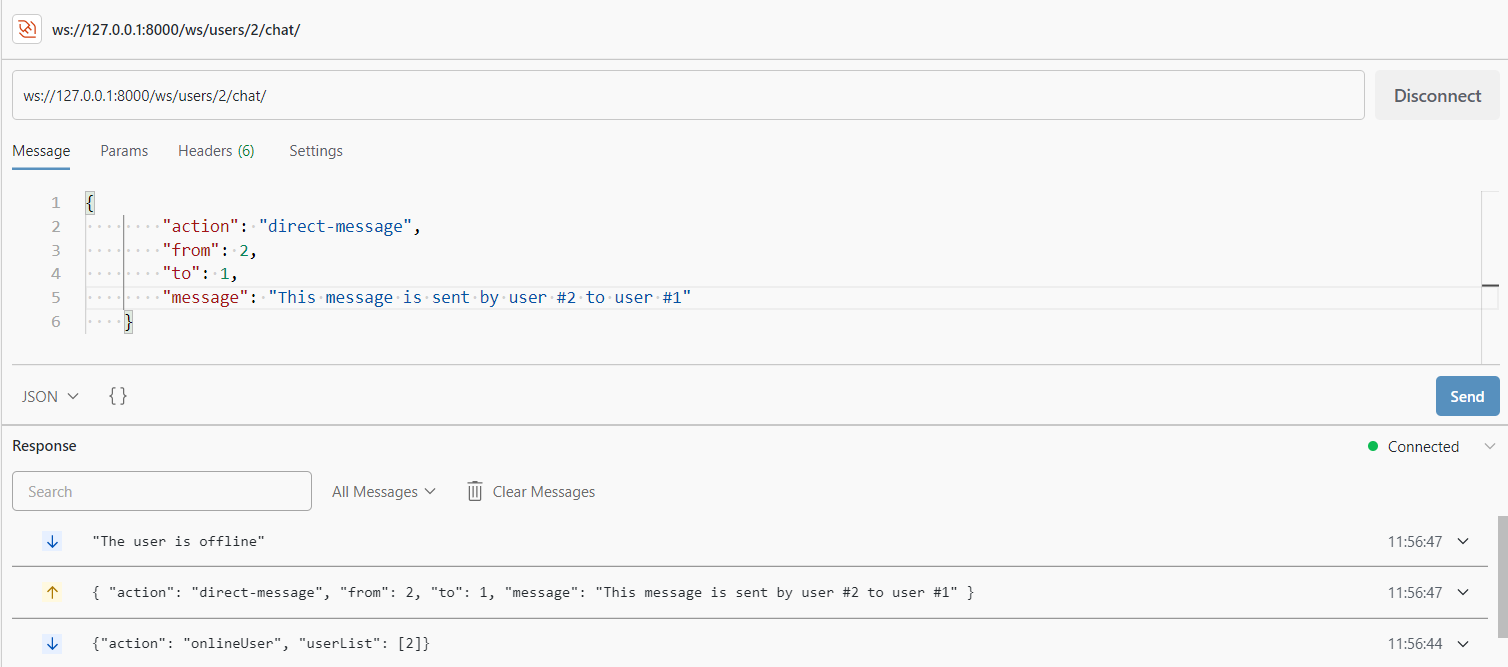 ws://127.0.0.1:8000/ws/users/2/chat/
ws://127.0.0.1:8000/ws/users/2/chat/ Disconnect
Message Params Headers (6) Settings
1 {
2 "action": "direct-message",
3 "from": 2,
4 "to": 1,
5 "message": "This message is sent by user #2 to user #1"
6 }
JSON {} Send
Response Connected
Search All Messages Clear Messages
"The user is offline" 11:56:47
{ "action": "direct-message", "from": 2, "to": 1, "message": "This message is sent by user #2 to user #1" } 11:56:47
{"action": "onlineUser", "userList": [2]} 11:56:44